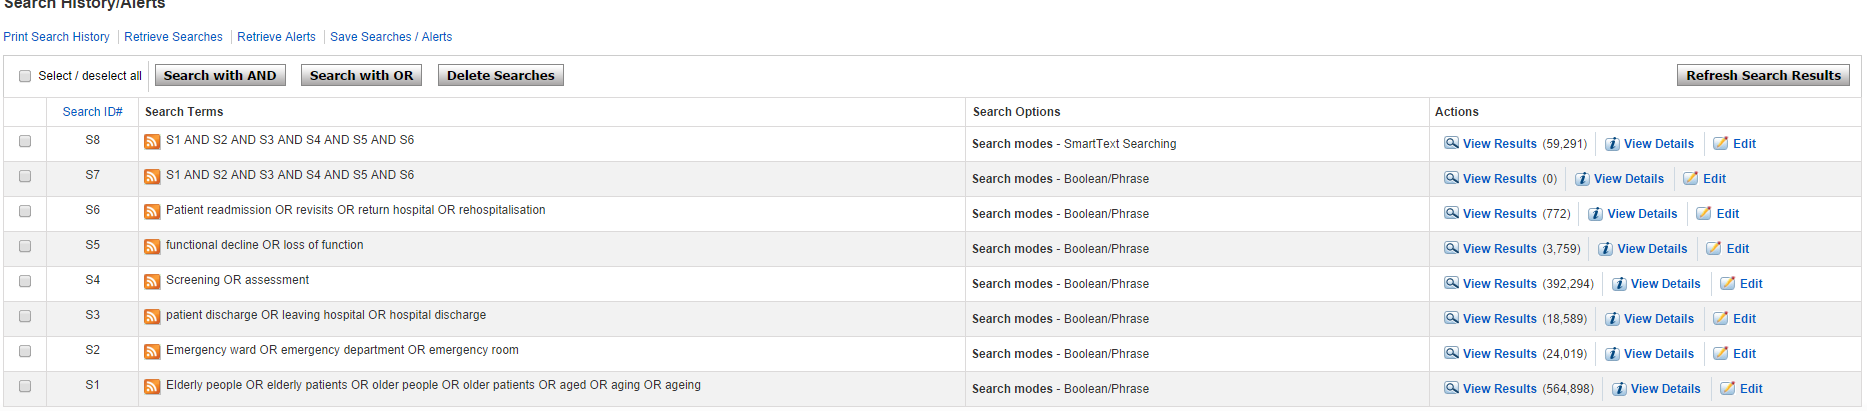 Search History/Alerts
Print Search History Retrieve Searches Retrieve Alerts Save Searches / Alerts
Select / deselect all Search with AND Search with OR Delete Searches Refresh Search Results
Search ID# Search Terms Search Options Actions
S8 S1 AND S2 AND S3 AND S4 AND S5 AND S6 Search modes - SmartText Searching View Results (59,291) View Details Edit
S7 S1 AND S2 AND S3 AND S4 AND S5 AND S6 Search modes - Boolean/Phrase View Results (0) View Details Edit
S6 Patient readmission OR revisits OR return hospital OR rehospitalisation Search modes - Boolean/Phrase View Results (772) View Details Edit
S5 functional decline OR loss of function Search modes - Boolean/Phrase View Results (3,759) View Details Edit
S4 Screening OR assessment Search modes - Boolean/Phrase View Results (392,294) View Details Edit
S3 patient discharge OR leaving hospital OR hospital discharge Search modes - Boolean/Phrase View Results (18,589) View Details Edit
S2 Emergency ward OR emergency department OR emergency room Search modes - Boolean/Phrase View Results (24,019) View Details Edit
S1 Elderly people OR elderly patients OR older people OR older patients OR aged OR aging OR ageing Search modes - Boolean/Phrase View Results (564,898) View Details Edit